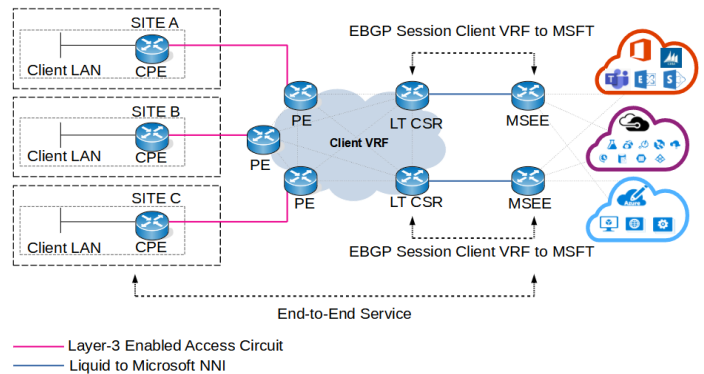 SITE A
Client LAN
CPE
SITE B
Client LAN
CPE
SITE C
Client LAN
CPE
PE
PE
PE
Client VRF
EBGP Session Client VRF to MSFT
LT CSR
MSEE
LT CSR
MSEE
EBGP Session Client VRF to MSFT
Azure
End-to-End Service
Layer-3 Enabled Access Circuit
Liquid to Microsoft NNI